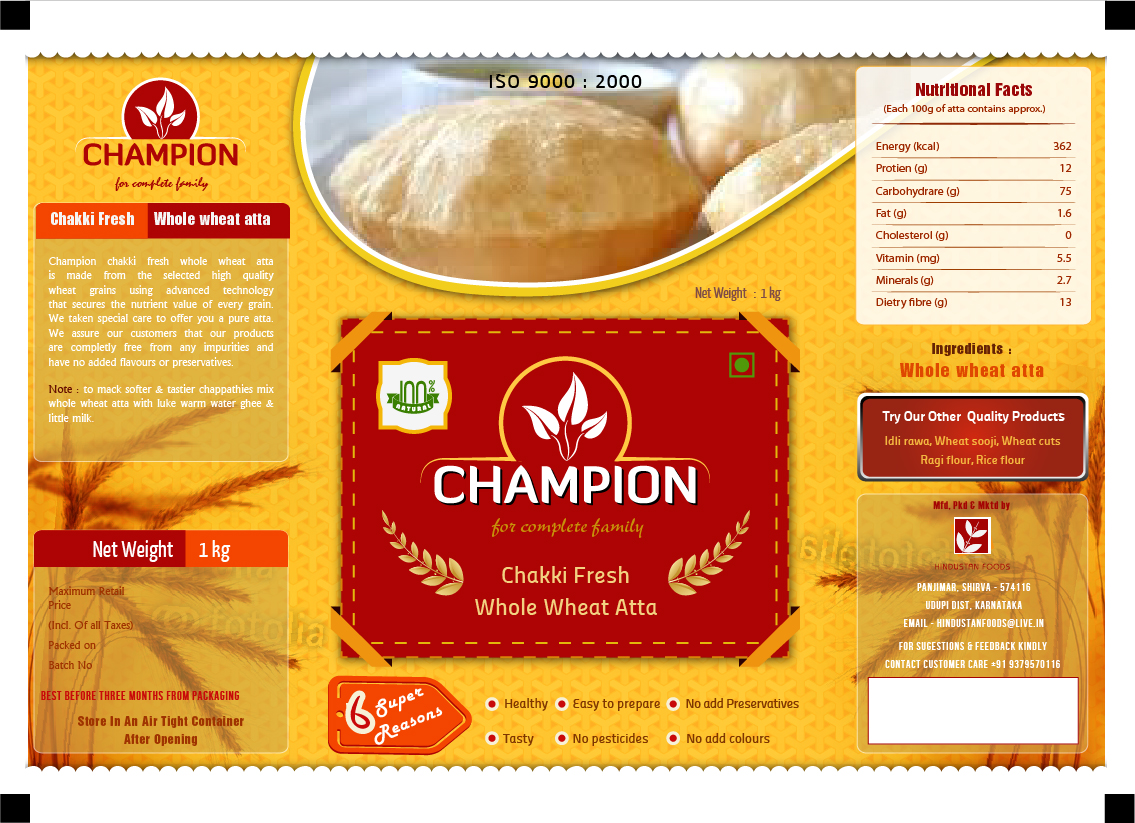 CHAMPION
for complete family
Chakki Fresh Whole wheat atta
Champion chakki fresh whole wheat atta
is made from the selected high quality
wheat grains using advanced technology
that secures the nutrient value of every grain.
We taken special care to offer you a pure atta.
We assure our customers that our products
are completly free from any impurities and
have no added flavours or preservatives.
Note : to mack softer & tastier chappathies mix
whole wheat atta with luke warm water ghee &
little milk.
Net Weight 1 kg
Maximum Retail
Price
(Incl. Of all Taxes)
Packed on
Batch No
BEST BEFORE THREE MONTHS FROM PACKAGING
Store In An Air Tight Container
After Opening
ISO 9000 : 2000
Net Weight : 1 kg
100%
NATURAL
CHAMPION
for complete family
Chakki Fresh
Whole Wheat Atta
6 Super
Reasons
Healthy Easy to prepare No add Preservatives
Tasty No pesticides No add colours
Nutritional Facts
(Each 100g of atta contains approx.)
Energy (kcal) 362
Protien (g) 12
Carbohydrare (g) 75
Fat (g) 1.6
Cholesterol (g) 0
Vitamin (mg) 5.5
Minerals (g) 2.7
Dietry fibre (g) 13
Ingredients :
Whole wheat atta
Try Our Other Quality Products
Idli rawa, Wheat sooji, Wheat cuts
Ragi flour, Rice flour
Mfd, Pkd & Mktd by
HINDUSTAN FOODS
PANJIMAR, SHIRVA - 574116
UDUPI DIST, KARNATAKA
EMAIL - HINDUSTANFOODS@LIVE.IN
FOR SUGESTIONS & FEEDBACK KINDLY
CONTACT CUSTOMER CARE +91 9379570116